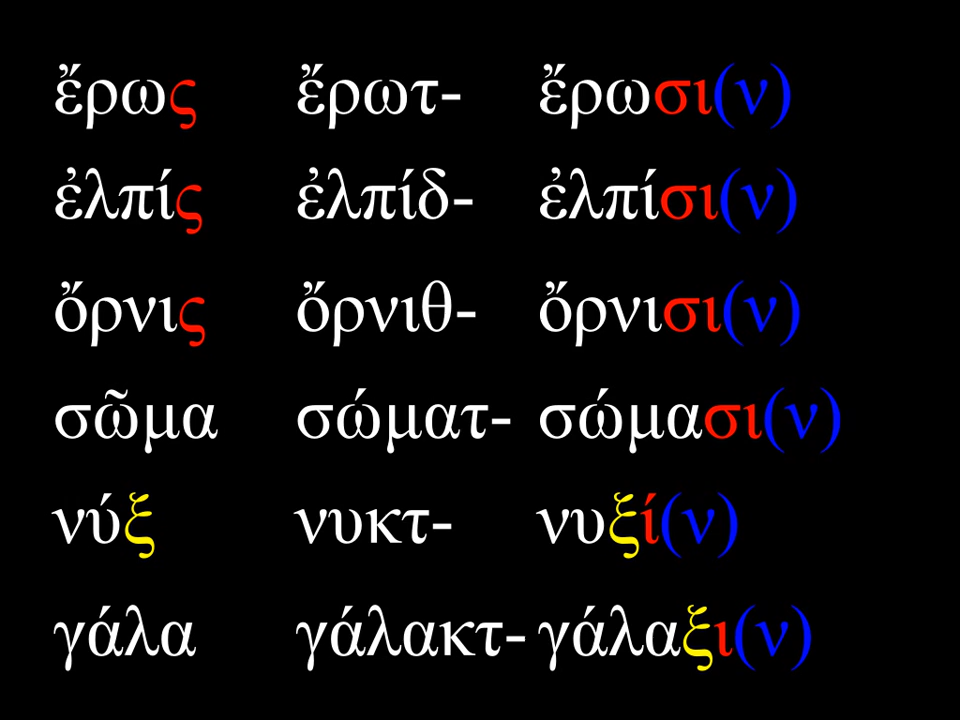 ἔρως ἔρωτ- ἔρωσι(ν)
ἐλπίς ἐλπίδ- ἐλπίσι(ν)
ὄρνις ὄρνιθ- ὄρνισι(ν)
σῶμα σώματ- σώμασι(ν)
νύξ νυκτ- νυξί(ν)
γάλα γάλακτ- γάλαξι(ν)